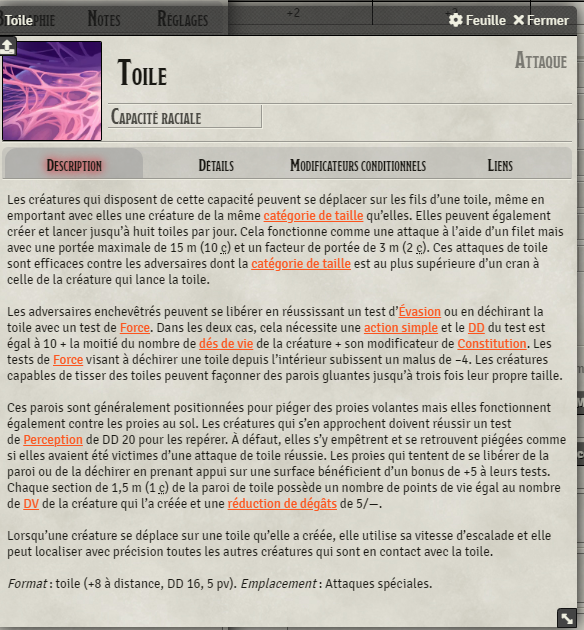 Biographie Notes Réglages +2
Toile Feuille Fermer
Toile
Attaque
Capacité raciale
Description Details Modificateurs conditionnels Liens
Les créatures qui disposent de cette capacité peuvent se déplacer sur les fils d'une toile, même en
emportant avec elles une créature de la même catégorie de taille qu'elles. Elles peuvent également
créer et lancer jusqu'à huit toiles par jour. Cela fonctionne comme une attaque à l'aide d'un filet mais
avec une portée maximale de 15 m (10 c) et un facteur de portée de 3 m (2 c). Ces attaques de toile
sont efficaces contre les adversaires dont la catégorie de taille est au plus supérieure d'un cran à
celle de la créature qui lance la toile.
Les adversaires enchevêtrés peuvent se libérer en réussissant un test d'Évasion ou en déchirant la
toile avec un test de Force. Dans les deux cas, cela nécessite une action simple et le DD du test est
égal à 10 + la moitié du nombre de dés de vie de la créature + son modificateur de Constitution. Les
tests de Force visant à déchirer une toile depuis l'intérieur subissent un malus de –4. Les créatures
capables de tisser des toiles peuvent façonner des parois gluantes jusqu'à trois fois leur propre taille.
Ces parois sont généralement positionnées pour piéger des proies volantes mais elles fonctionnent
également contre les proies au sol. Les créatures qui s'en approchent doivent réussir un test
de Perception de DD 20 pour les repérer. À défaut, elles s'y empêtrent et se retrouvent piégées comme
si elles avaient été victimes d'une attaque de toile réussie. Les proies qui tentent de se libérer de la
paroi ou de la déchirer en prenant appui sur une surface bénéficient d'un bonus de +5 à leurs tests.
Chaque section de 1,5 m (1 c) de la paroi de toile possède un nombre de points de vie égal au nombre
de DV de la créature qui l'a créée et une réduction de dégâts de 5/—.
Lorsqu'une créature se déplace sur une toile qu'elle a créée, elle utilise sa vitesse d'escalade et elle
peut localiser avec précision toutes les autres créatures qui sont en contact avec la toile.
Format : toile (+8 à distance, DD 16, 5 pv). Emplacement : Attaques spéciales.